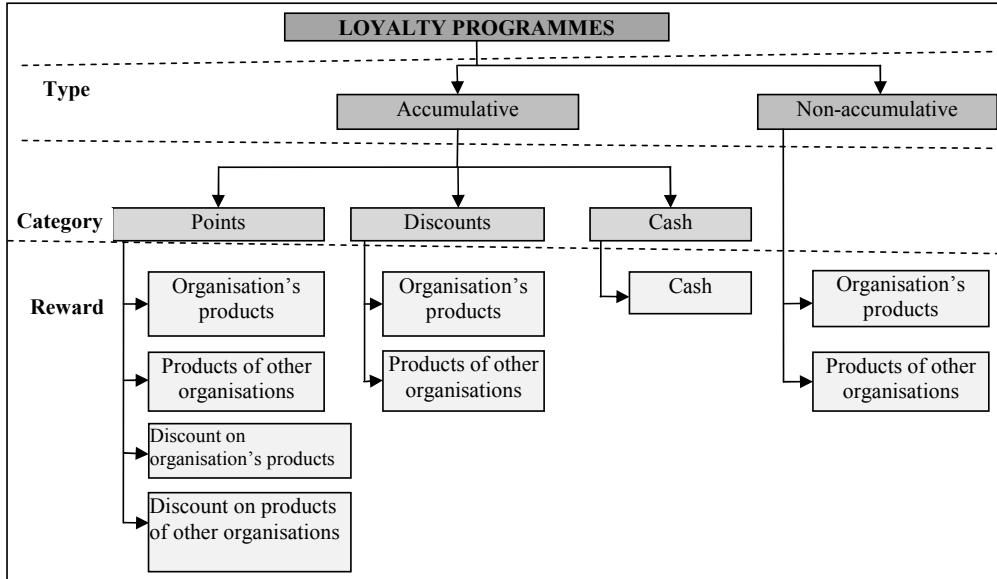 LOYALTY PROGRAMMES
Type
Accumulative
Non-accumulative
Category
Points
Discounts
Cash
Reward
Organisation’s
products
Products of other
organisations
Discount on
organisation’s products
Discount on products
of other organisations
Organisation’s
products
Products of other
organisations
Cash
Organisation’s
products
Products of other
organisations